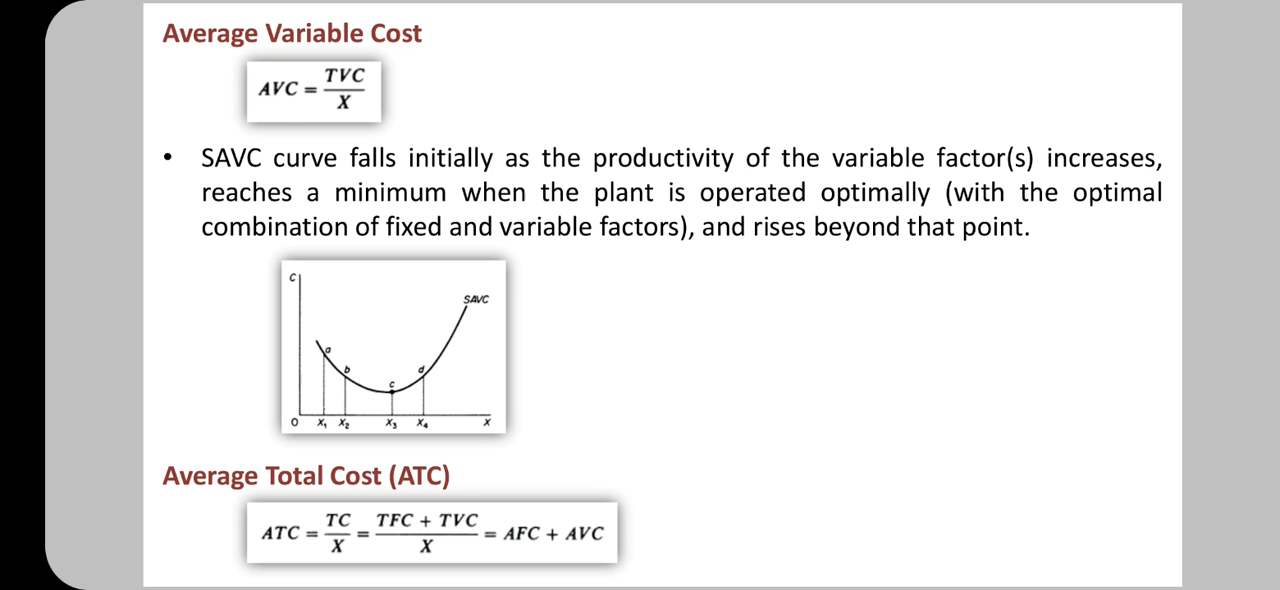 Average Variable Cost
AVC = TVC / X
• SAVC curve falls initially as the productivity of the variable factor(s) increases,
reaches a minimum when the plant is operated optimally (with the optimal
combination of fixed and variable factors), and rises beyond that point.
C
SAVC
a
b
c
d
O X₁ X₂ X₃ X₄ X
Average Total Cost (ATC)
ATC = TC / X = TFC + TVC / X = AFC + AVC